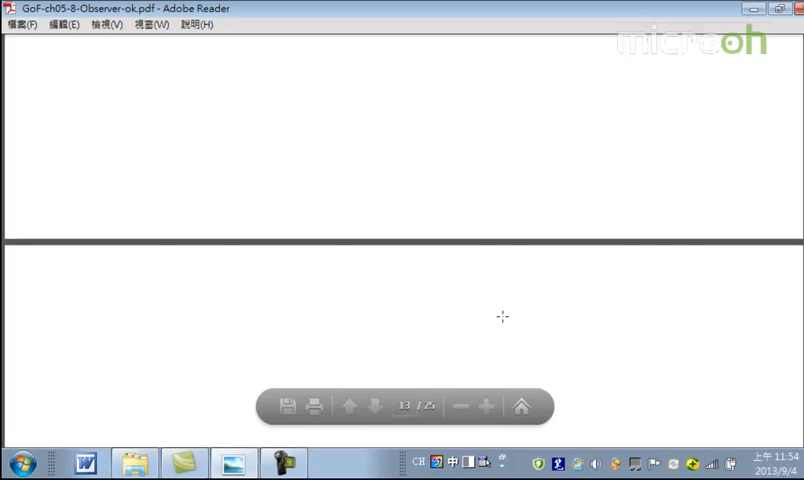 GoF-ch05-8-Observer-ok.pdf - Adobe Reader
檔案(F) 編輯(E) 檢視(V) 視窗(W) 說明(H)
microoh
13 / 25
CH 中
上午 11:54
2013/9/4